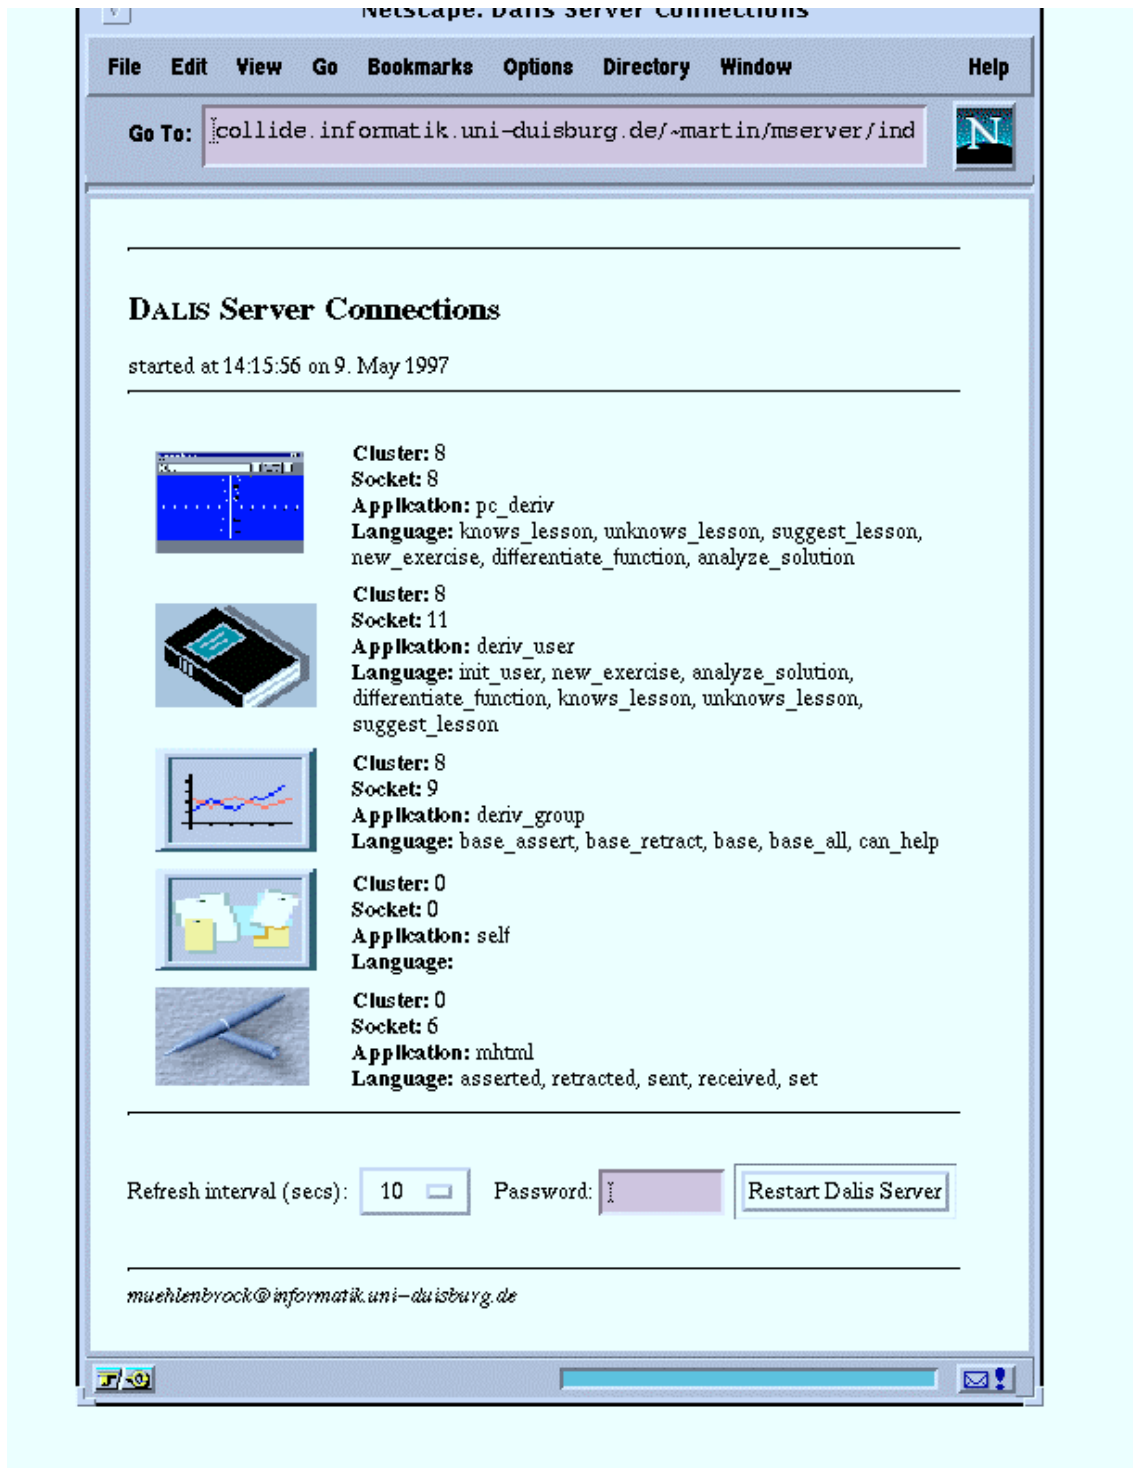 Netscape: Dalis Server Connections
File Edit View Go Bookmarks Options Directory Window Help
Go To: collide.informatik.uni-duisburg.de/~martin/mserver/ind
N
DALIS Server Connections
started at 14:15:56 on 9. May 1997
Cluster: 8
Socket: 8
Application: pc_deriv
Language: knows_lesson, unknows_lesson, suggest_lesson,
new_exercise, differentiate_function, analyze_solution
Cluster: 8
Socket: 11
Application: deriv_user
Language: init_user, new_exercise, analyze_solution,
differentiate_function, knows_lesson, unknows_lesson,
suggest_lesson
Cluster: 8
Socket: 9
Application: deriv_group
Language: base_assert, base_retract, base, base_all, can_help
Cluster: 0
Socket: 0
Application: self
Language:
Cluster: 0
Socket: 6
Application: mhtml
Language: asserted, retracted, sent, received, set
Refresh interval (secs): 10 Password: Restart Dalis Server
muehlenbrock@informatik.uni-duisburg.de